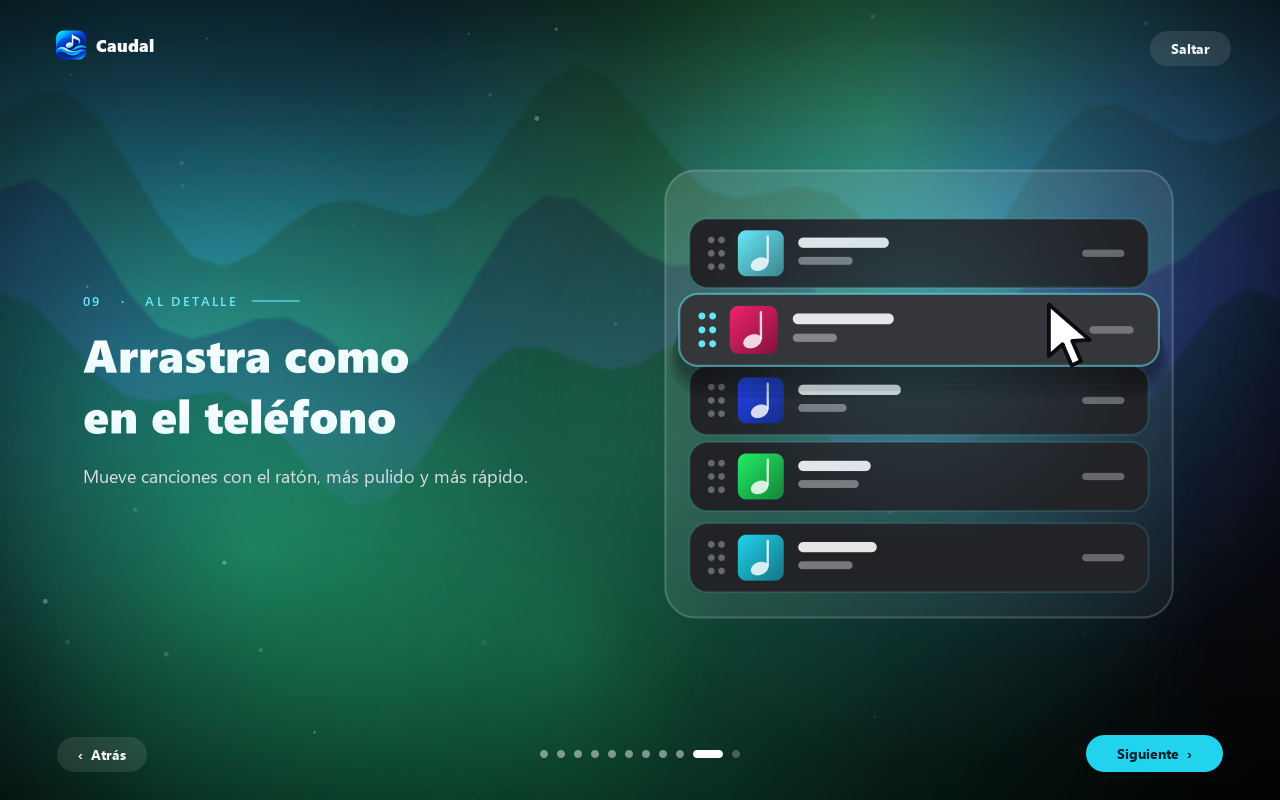 Caudal
Saltar
09 · AL DETALLE
Arrastra como
en el teléfono
Mueve canciones con el ratón, más pulido y más rápido.
‹ Atrás
Siguiente ›